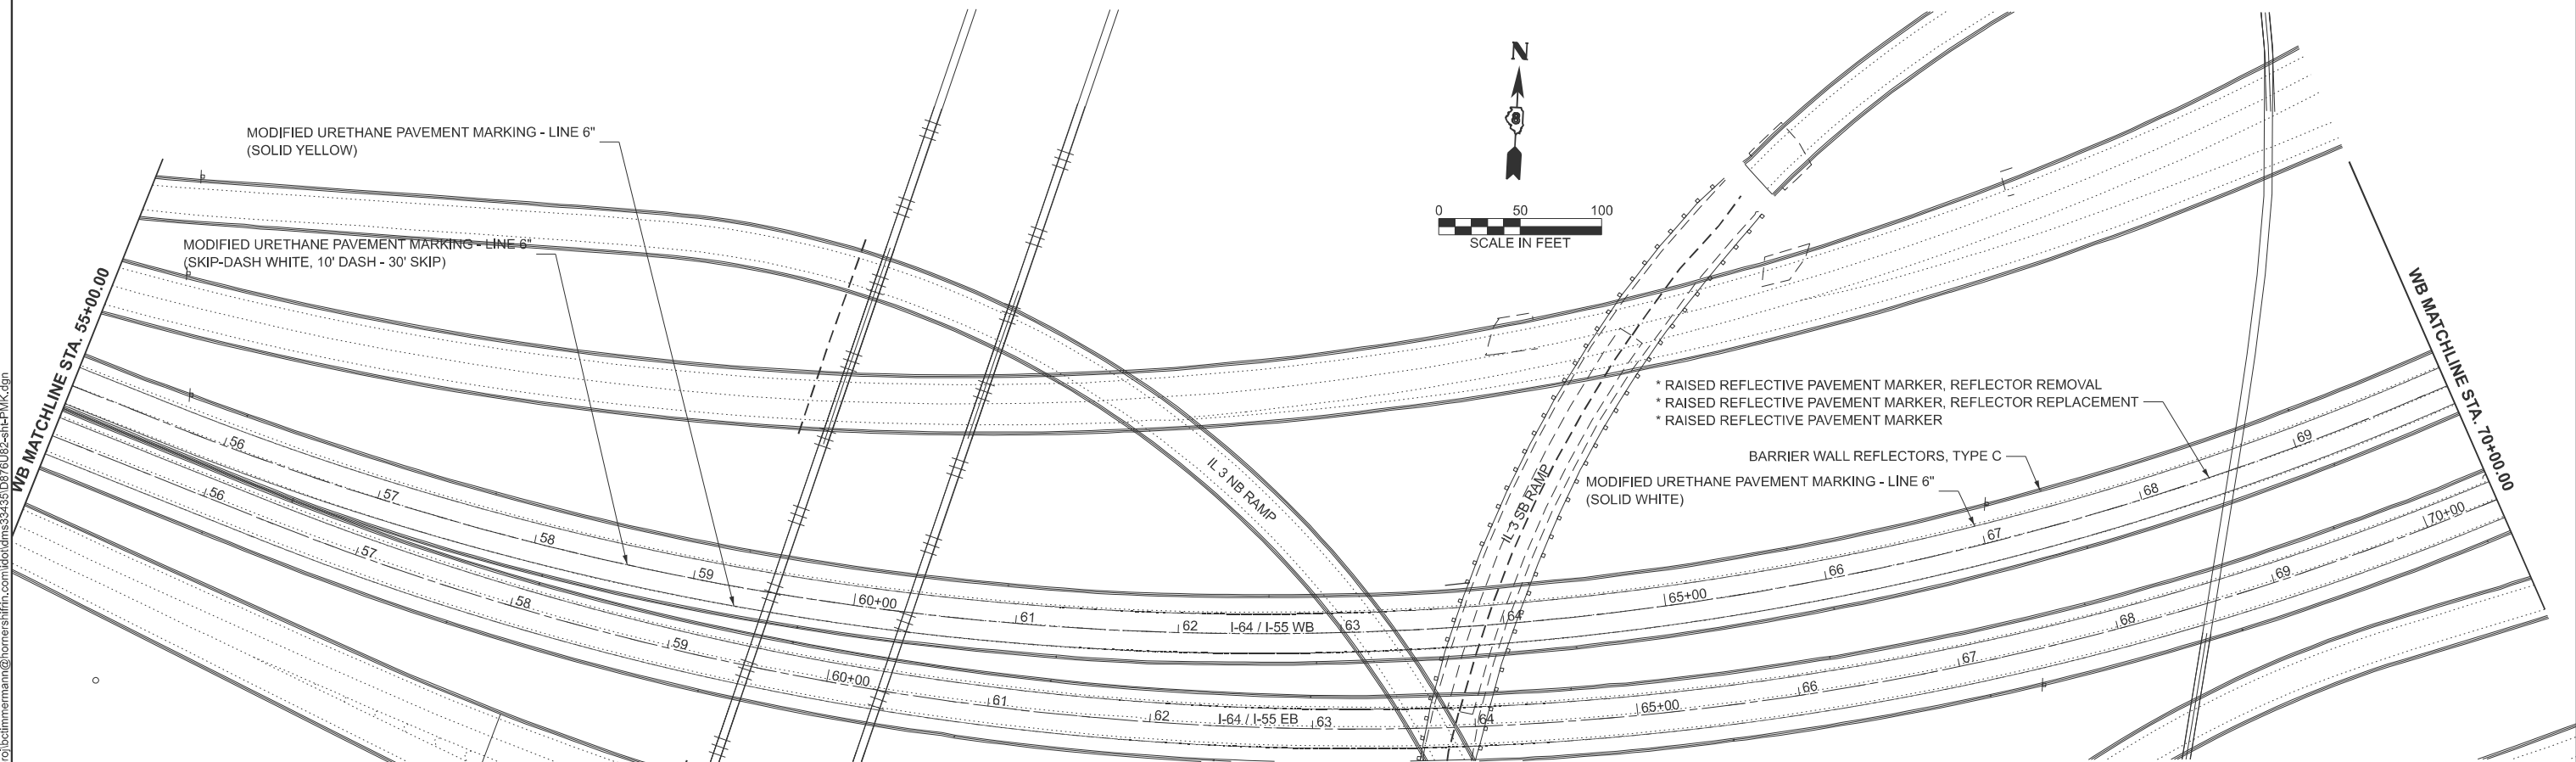 N
8
0 50 100
SCALE IN FEET
MODIFIED URETHANE PAVEMENT MARKING - LINE 6"
(SOLID YELLOW)
MODIFIED URETHANE PAVEMENT MARKING - LINE 6"
(SKIP-DASH WHITE, 10' DASH - 30' SKIP)
WB MATCHLINE STA. 55+00.00
WB MATCHLINE STA. 70+00.00
* RAISED REFLECTIVE PAVEMENT MARKER, REFLECTOR REMOVAL
* RAISED REFLECTIVE PAVEMENT MARKER, REFLECTOR REPLACEMENT
* RAISED REFLECTIVE PAVEMENT MARKER
BARRIER WALL REFLECTORS, TYPE C
MODIFIED URETHANE PAVEMENT MARKING - LINE 6"
(SOLID WHITE)
IL 3 NB RAMP
IL 3 SB RAMP
56 57 58 59 60+00 61 62 I-64 / I-55 WB 63 64 65+00 66 67 68 69
56 57 58 59 60+00 61 62 I-64 / I-55 EB 63 64 65+00 66 67 68 69 70+00